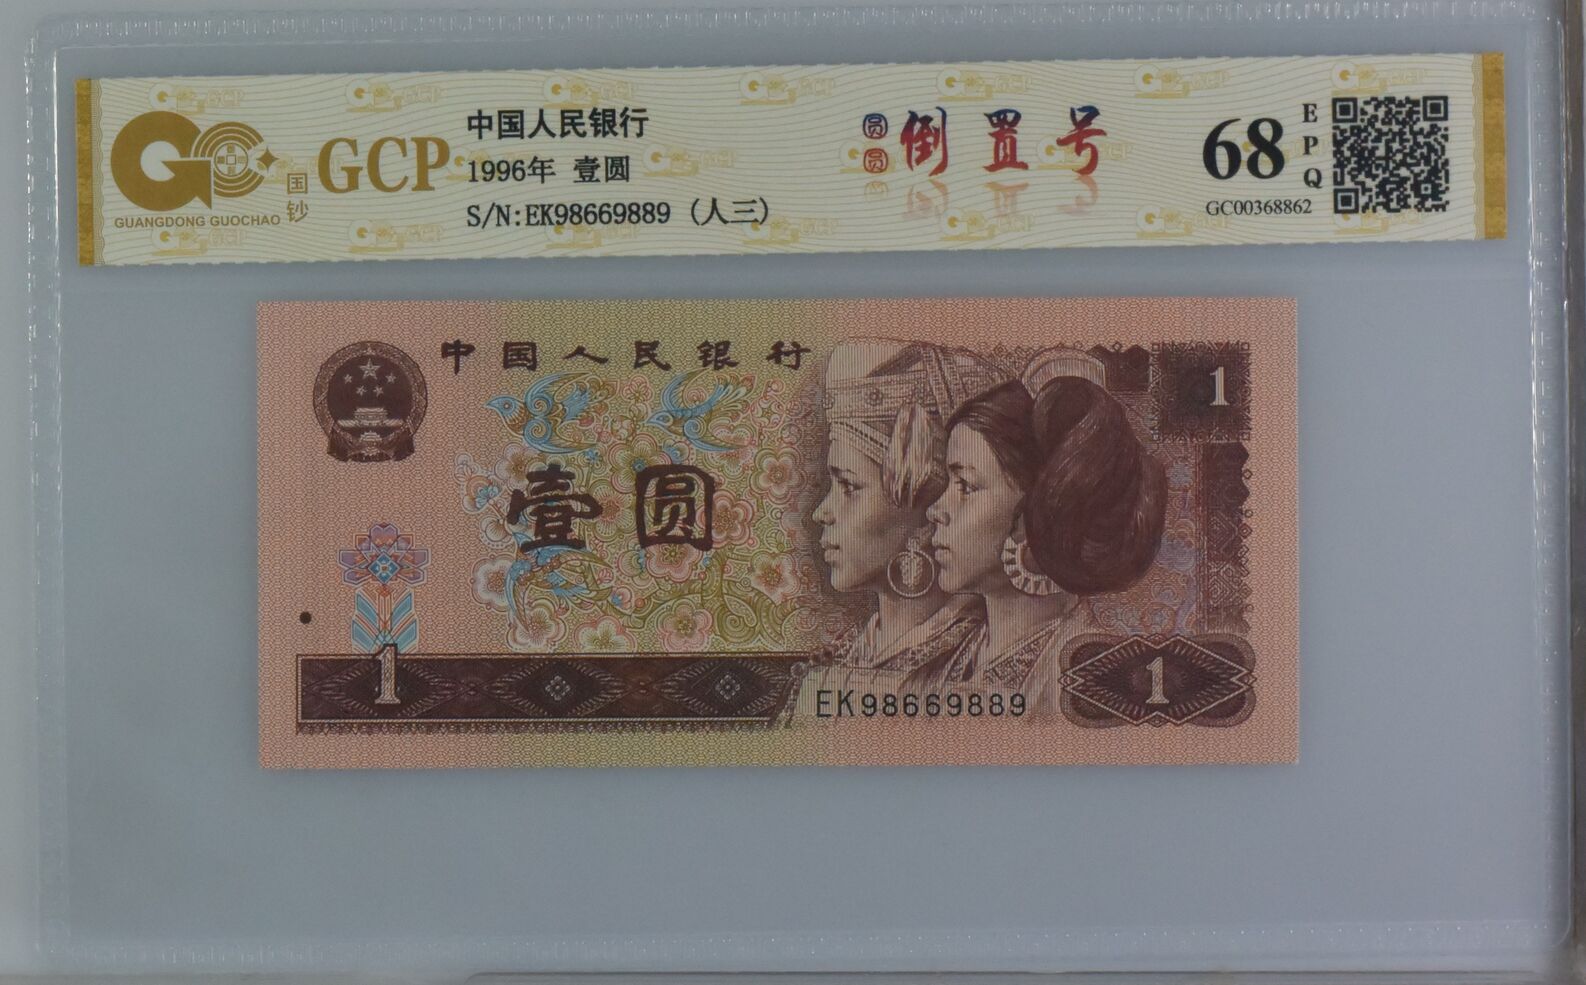 GCP
国钞
GUANGDONG GUOCHAO
中国人民银行
1996年 壹圆
S/N:EK98669889 (人三)
圆圆 倒置号
68
EPQ
GC00368862
中国人民银行
1
壹圆
1
EK98669889
1